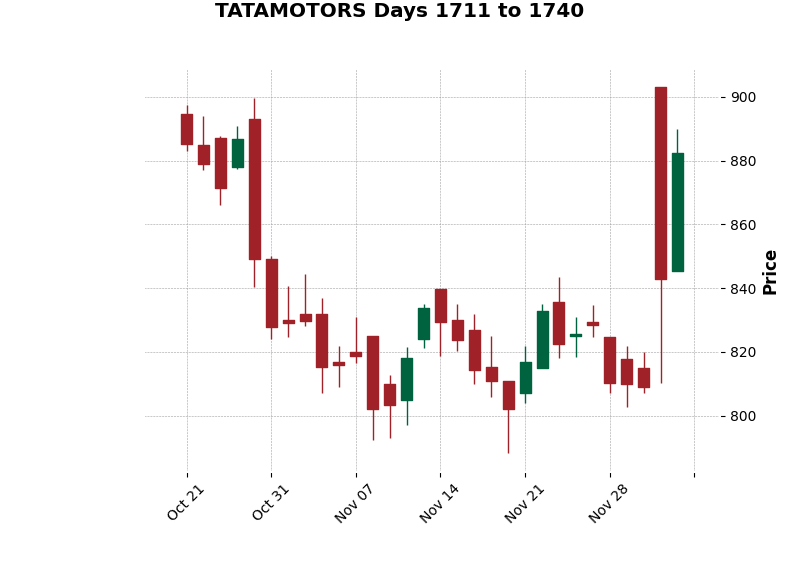 TATAMOTORS Days 1711 to 1740
900
880
860
840
820
800
Price
Oct 21
Oct 31
Nov 07
Nov 14
Nov 21
Nov 28